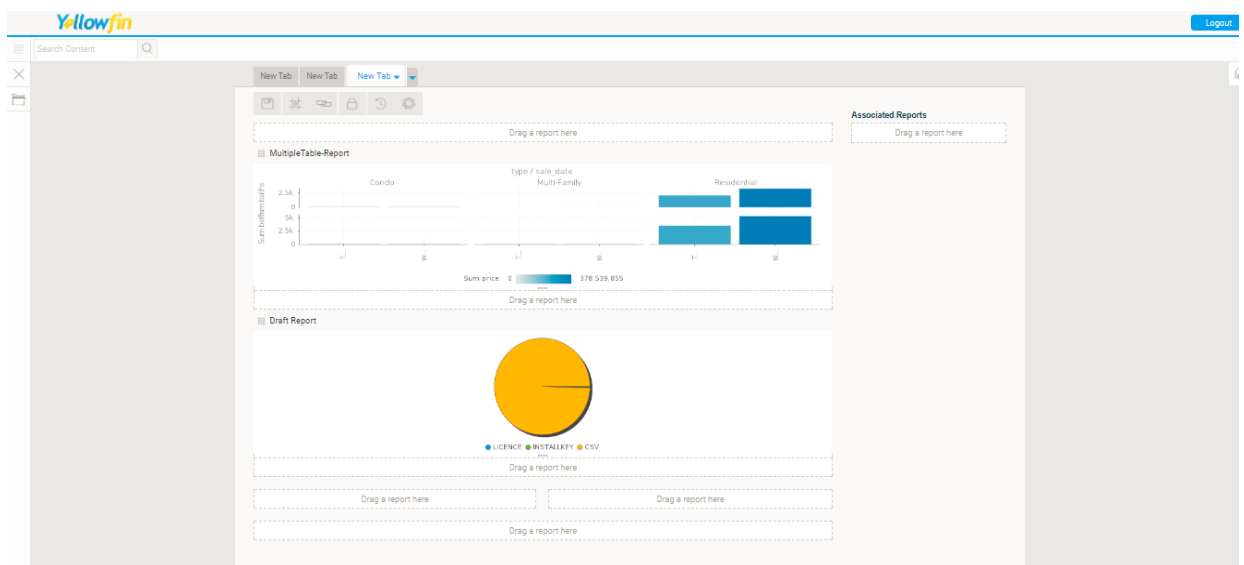 Yellowfin
Logout
Search Content
New Tab New Tab New Tab
Associated Reports
Drag a report here
Drag a report here
MultipleTable-Report
type / sale_date
Condo Multi-Family Residential
2.5k
0
5k
2.5k
0
Sum price: 0 378,539,855
Drag a report here
Draft Report
LICENCE INSTALLKEY CSV
Drag a report here
Drag a report here Drag a report here
Drag a report here